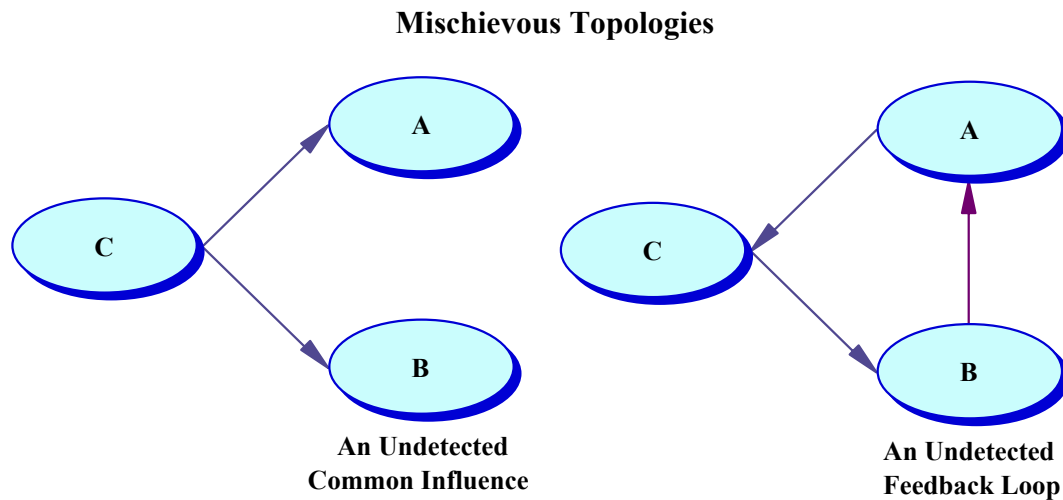 Mischievous Topologies
A
C
B
An Undetected
Common Influence
A
C
B
An Undetected
Feedback Loop